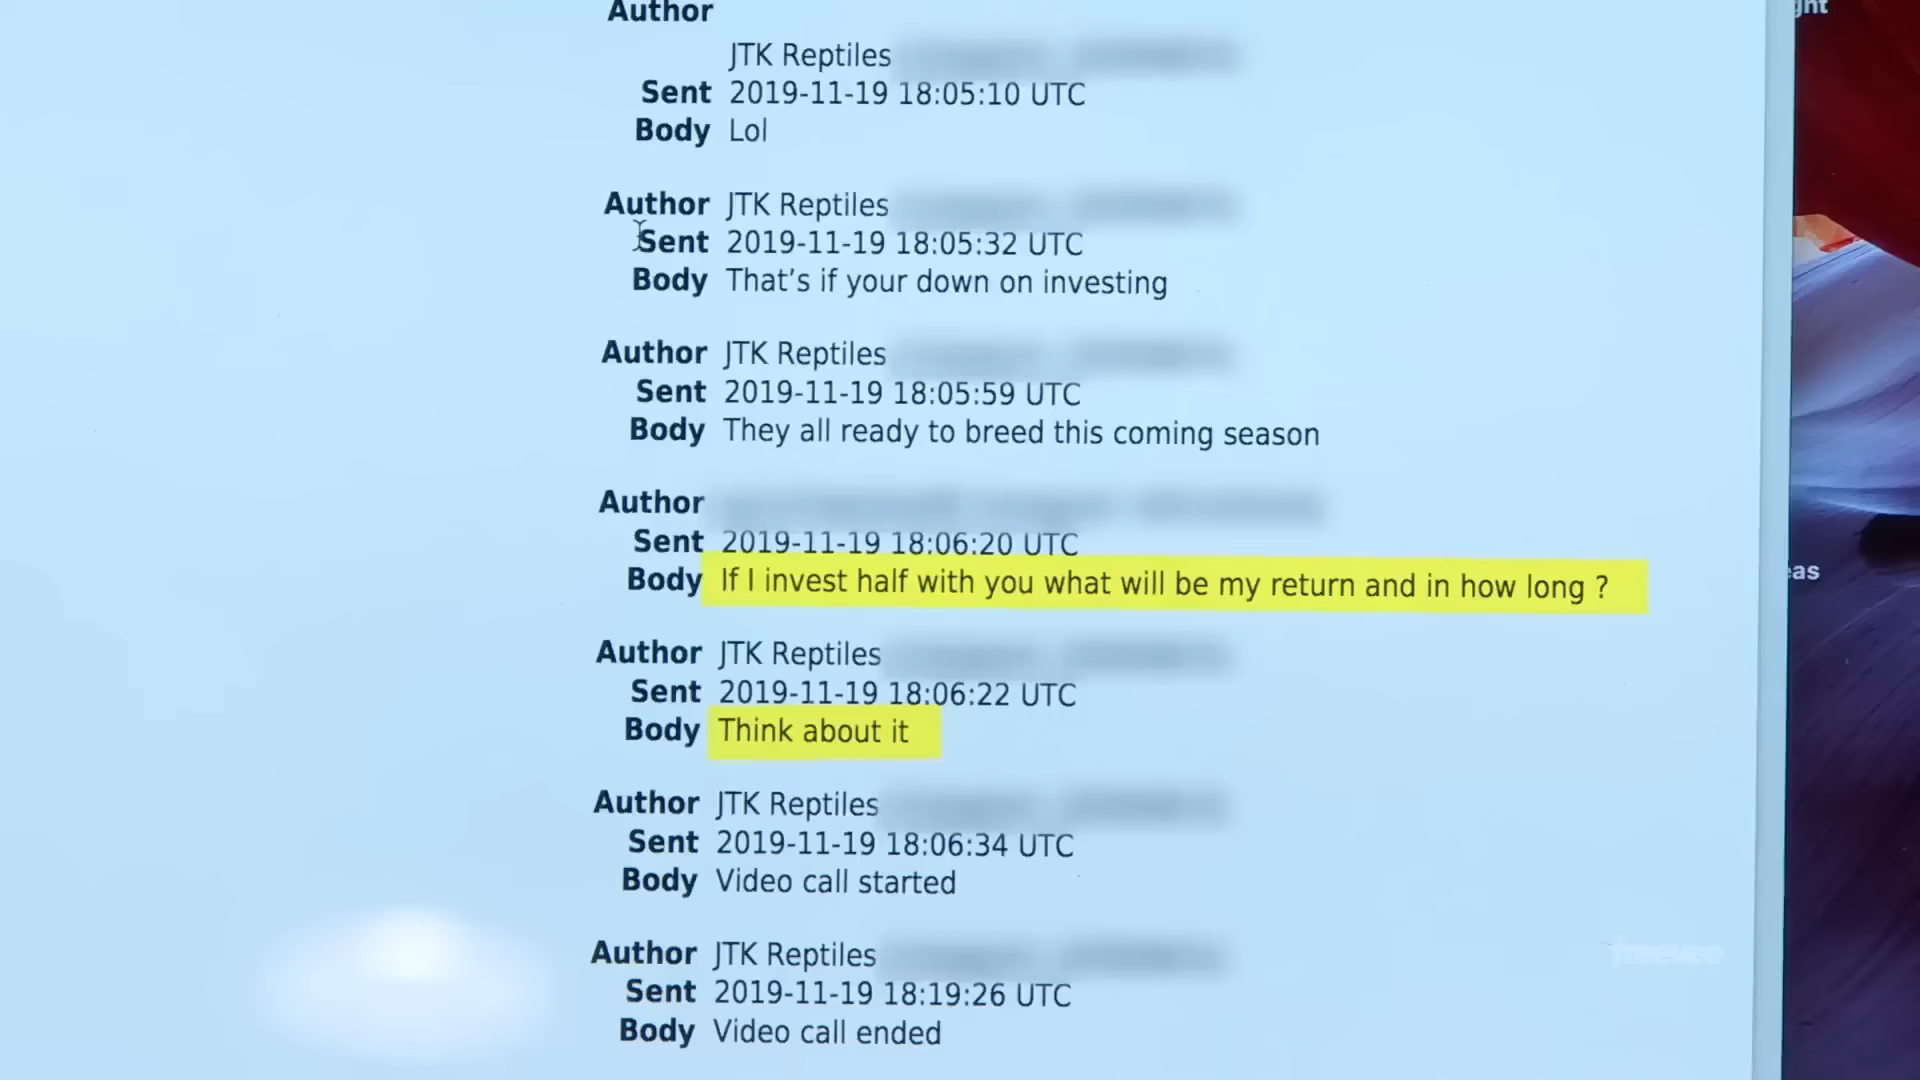 Author
JTK Reptiles
Sent 2019-11-19 18:05:10 UTC
Body Lol
Author JTK Reptiles
Sent 2019-11-19 18:05:32 UTC
Body That’s if your down on investing
Author JTK Reptiles
Sent 2019-11-19 18:05:59 UTC
Body They all ready to breed this coming season
Author
Sent 2019-11-19 18:06:20 UTC
Body If I invest half with you what will be my return and in how long ?
Author JTK Reptiles
Sent 2019-11-19 18:06:22 UTC
Body Think about it
Author JTK Reptiles
Sent 2019-11-19 18:06:34 UTC
Body Video call started
Author JTK Reptiles
Sent 2019-11-19 18:19:26 UTC
Body Video call ended
freevee